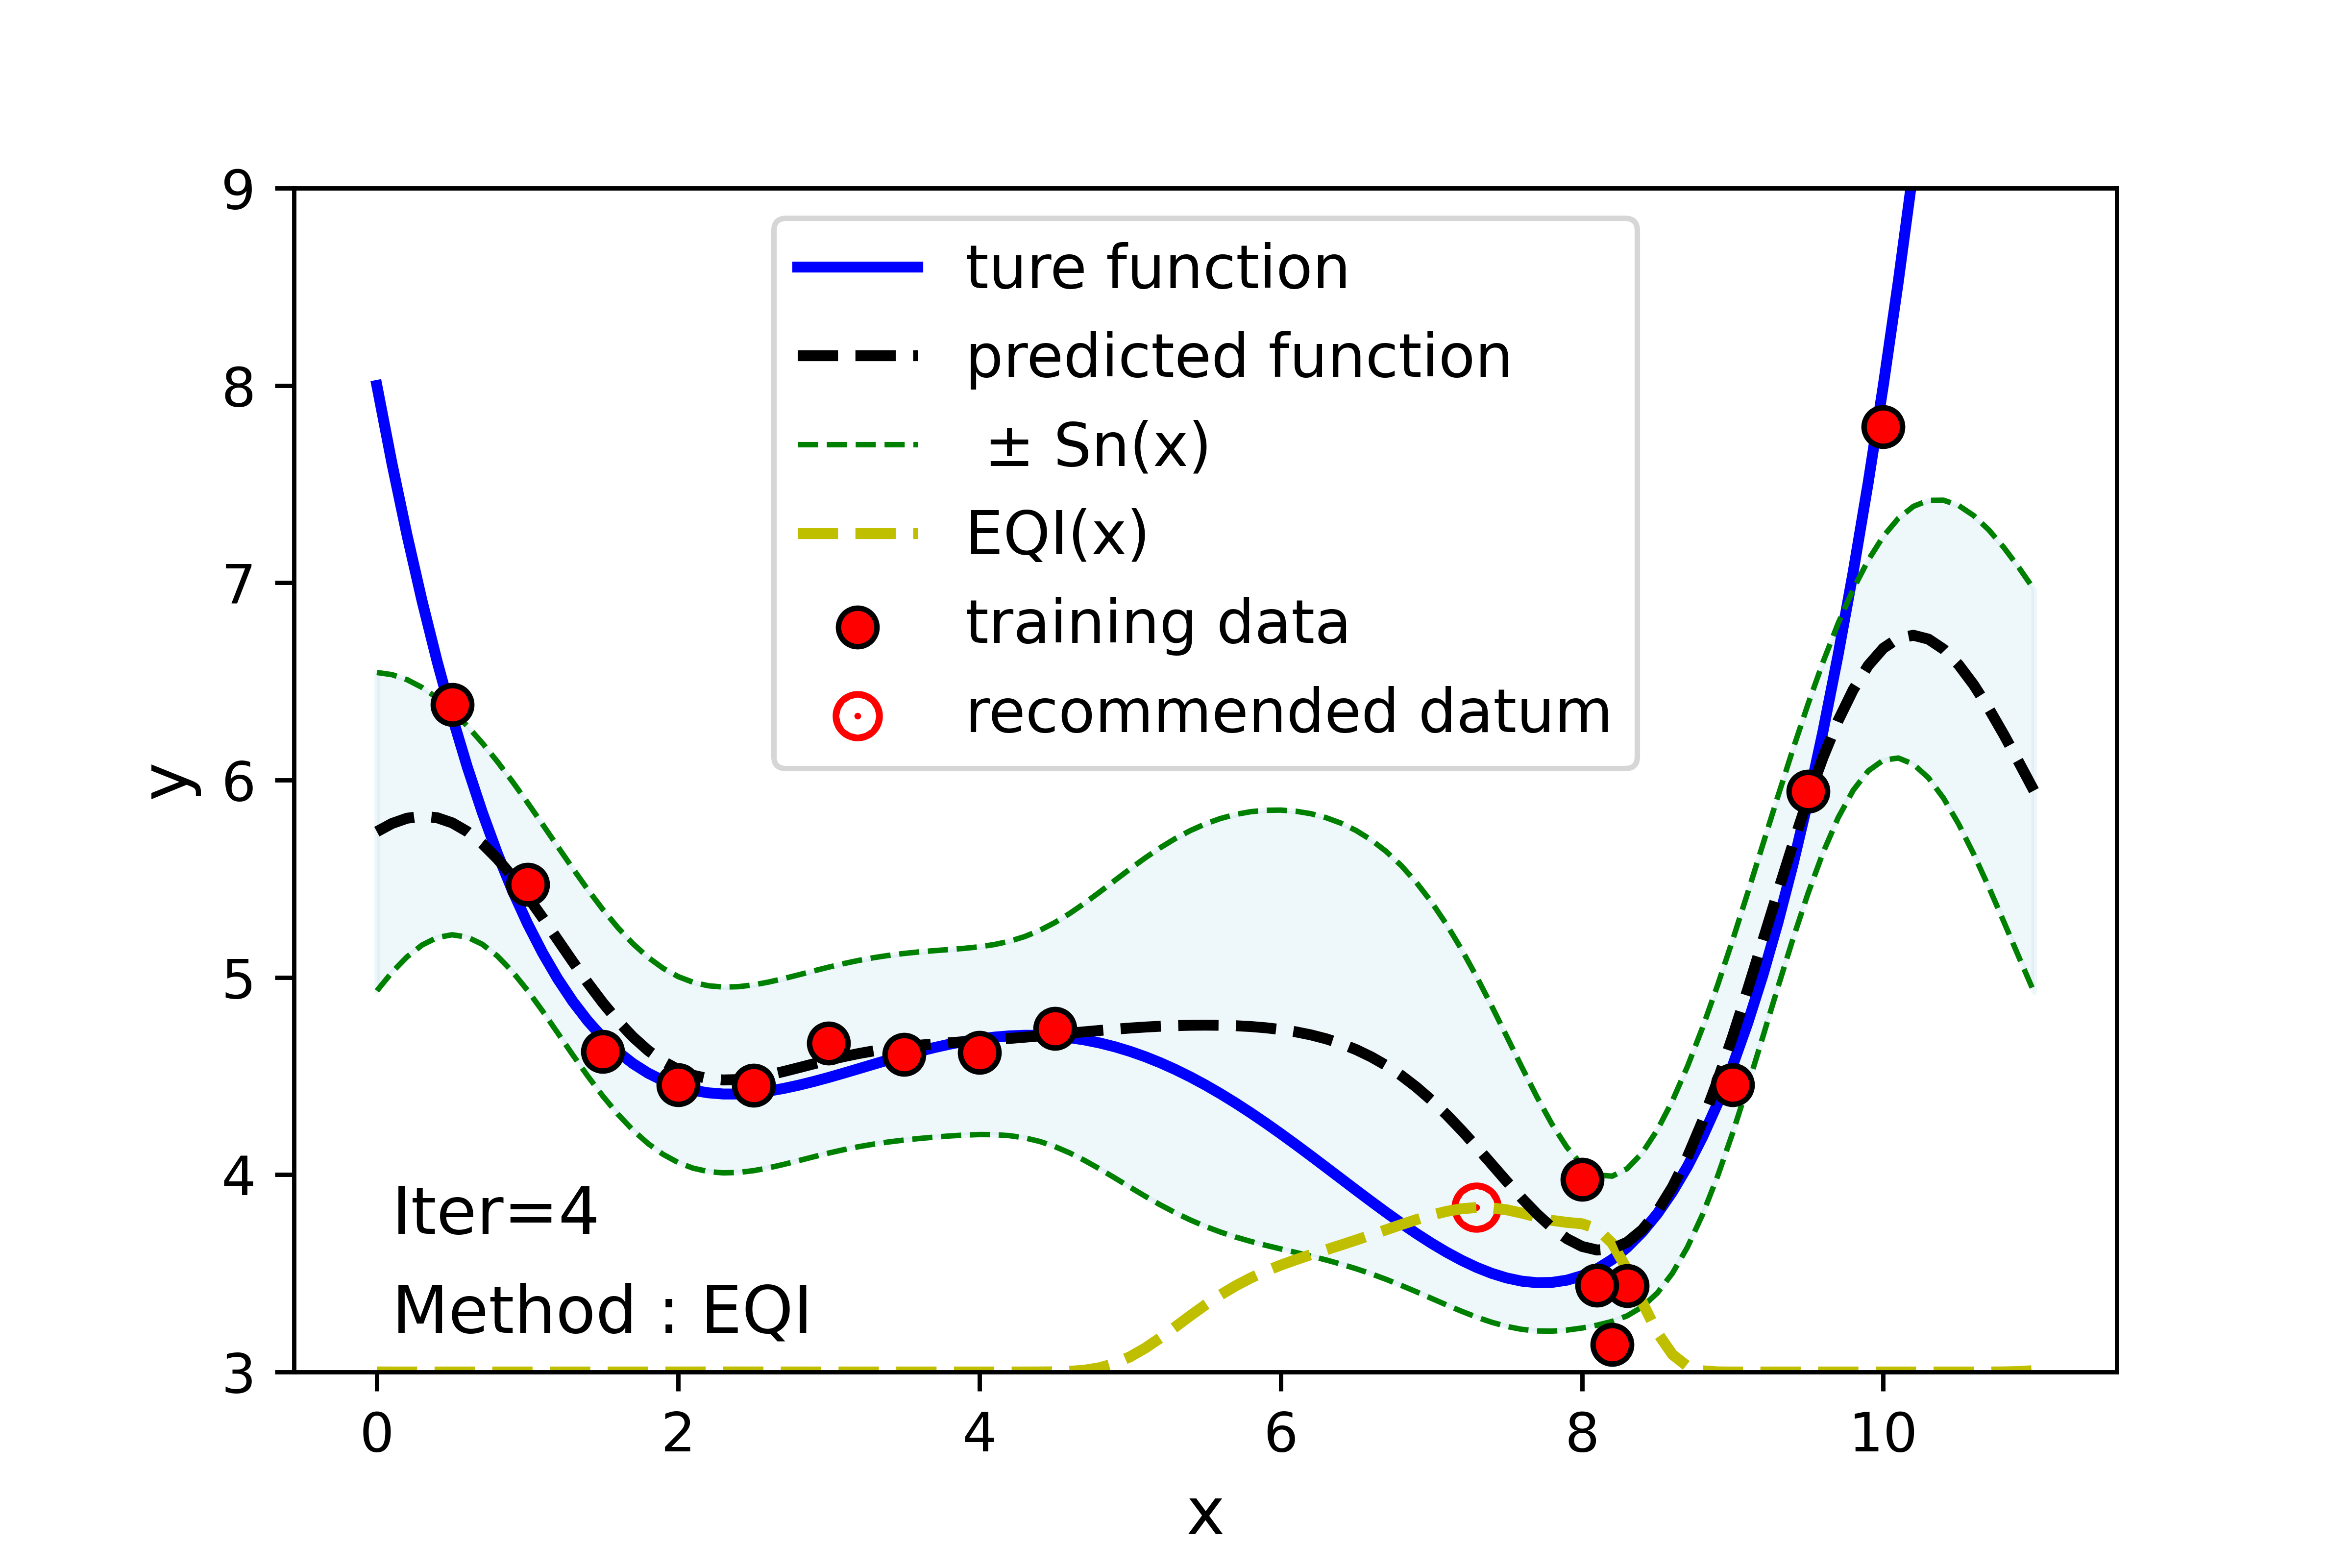 9
8
7
6
5
4
3
y
ture function
predicted function
± Sn(x)
EQI(x)
training data
recommended datum
Iter=4
Method : EQI
0 2 4 6 8 10
x